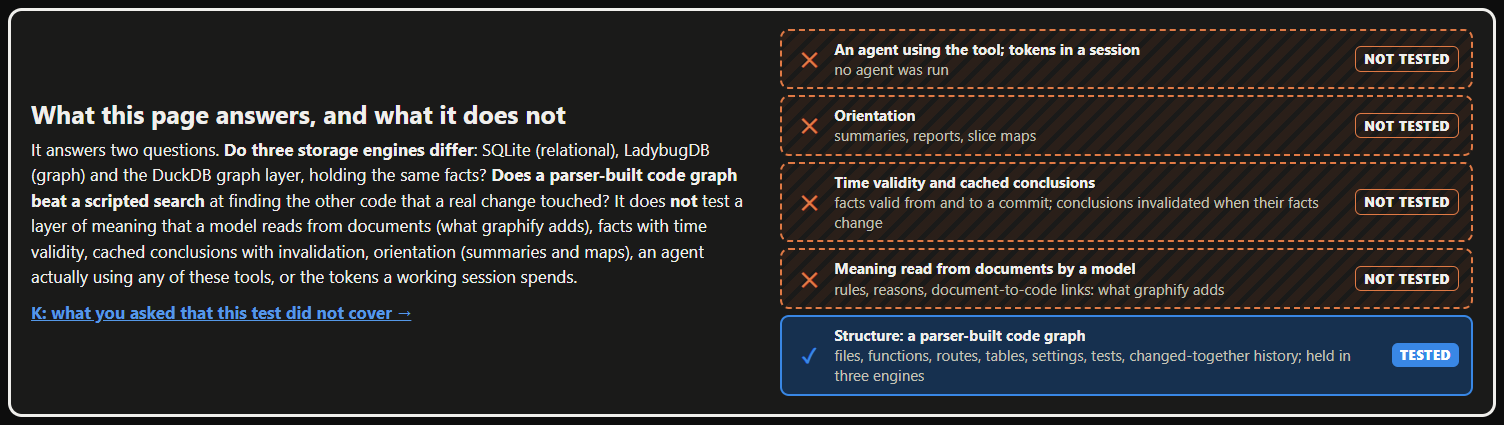 What this page answers, and what it does not
It answers two questions. Do three storage engines differ: SQLite (relational), LadybugDB
(graph) and the DuckDB graph layer, holding the same facts? Does a parser-built code graph
beat a scripted search at finding the other code that a real change touched? It does not test a
layer of meaning that a model reads from documents (what graphify adds), facts with time
validity, cached conclusions with invalidation, orientation (summaries and maps), an agent
actually using any of these tools, or the tokens a working session spends.
K: what you asked that this test did not cover →
An agent using the tool; tokens in a session
no agent was run
NOT TESTED
Orientation
summaries, reports, slice maps
NOT TESTED
Time validity and cached conclusions
facts valid from and to a commit; conclusions invalidated when their facts
change
NOT TESTED
Meaning read from documents by a model
rules, reasons, document-to-code links: what graphify adds
NOT TESTED
Structure: a parser-built code graph
files, functions, routes, tables, settings, tests, changed-together history; held in
three engines
TESTED